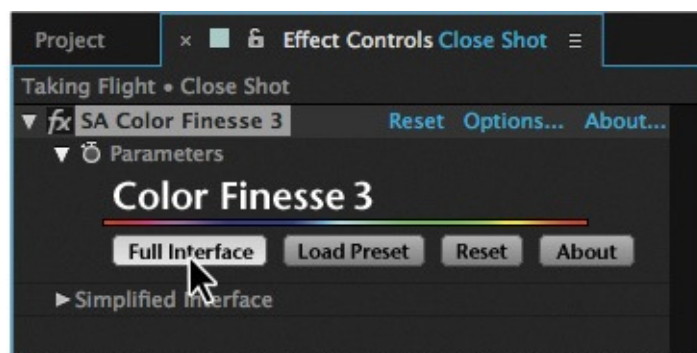 Project × Effect Controls Close Shot
Taking Flight • Close Shot
fx SA Color Finesse 3 Reset Options... About...
Parameters
Color Finesse 3
Full Interface Load Preset Reset About
Simplified Interface